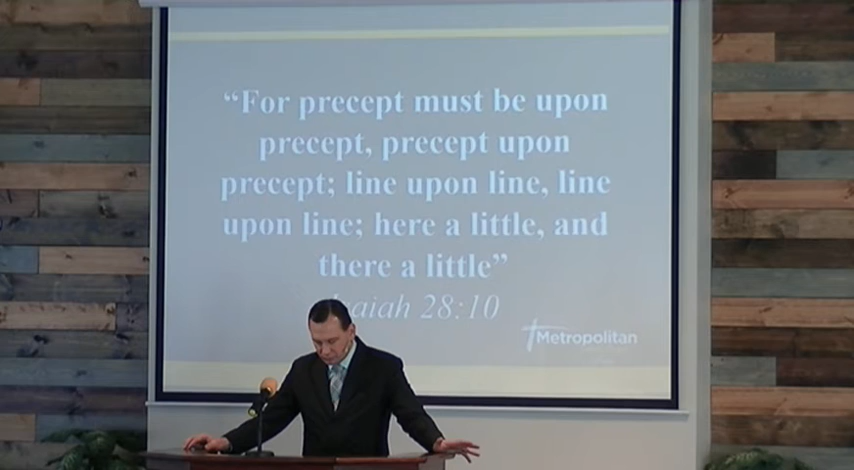 “For precept must be upon
precept, precept upon
precept; line upon line, line
upon line; here a little, and
there a little”
Isaiah 28:10
Metropolitan